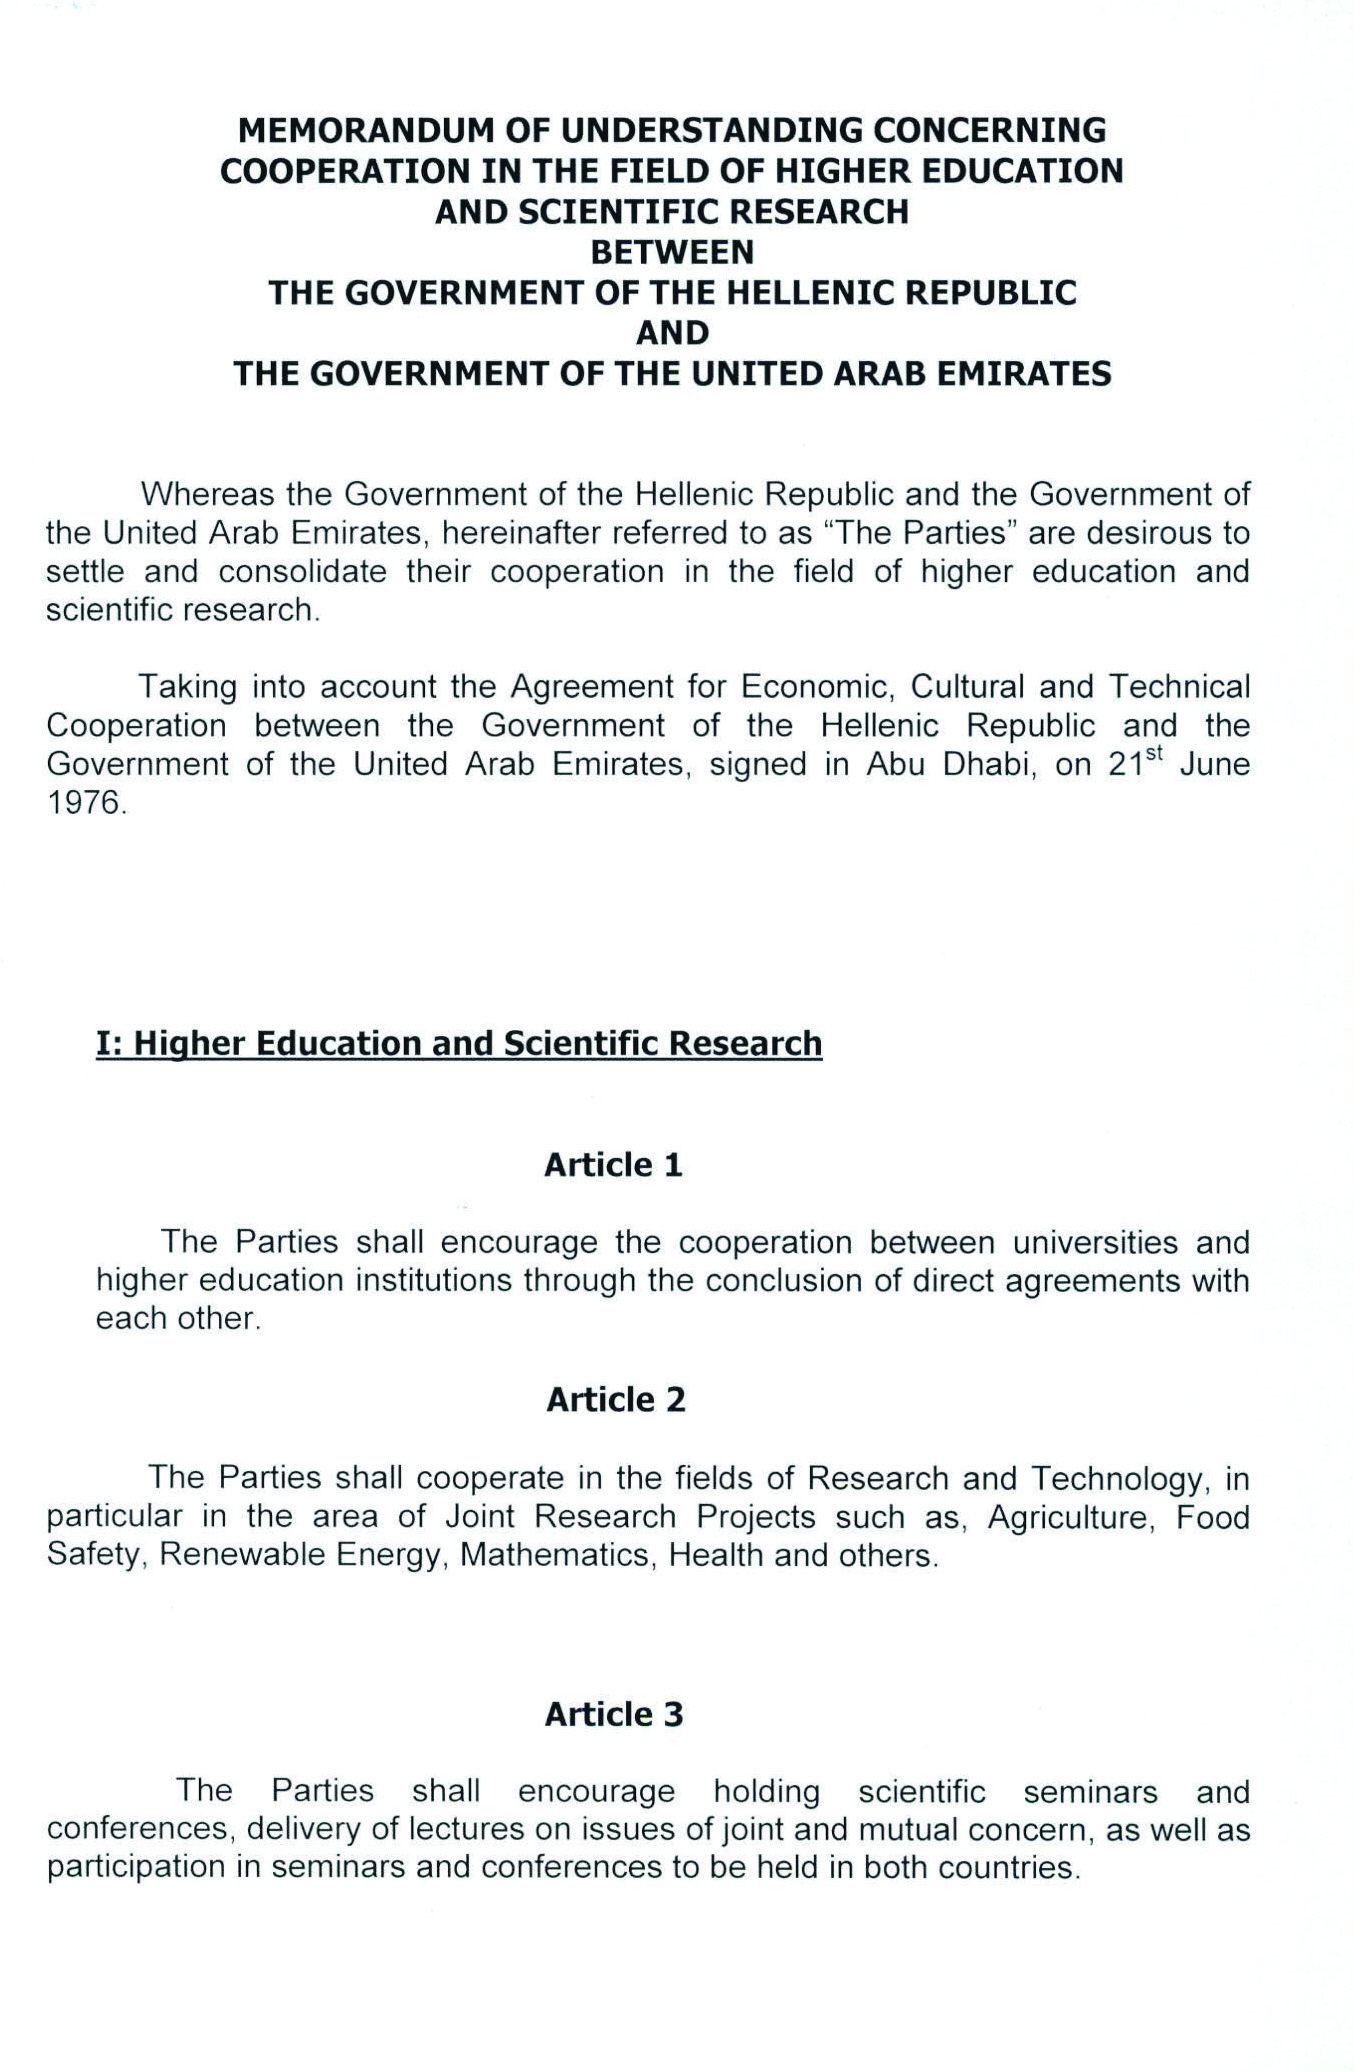 MEMORANDUM OF UNDERSTANDING CONCERNING
COOPERATION IN THE FIELD OF HIGHER EDUCATION
AND SCIENTIFIC RESEARCH
BETWEEN
THE GOVERNMENT OF THE HELLENIC REPUBLIC
AND
THE GOVERNMENT OF THE UNITED ARAB EMIRATES
Whereas the Government of the Hellenic Republic and the Government of
the United Arab Emirates, hereinafter referred to as “The Parties” are desirous to
settle and consolidate their cooperation in the field of higher education and
scientific research.
Taking into account the Agreement for Economic, Cultural and Technical
Cooperation between the Government of the Hellenic Republic and the
Government of the United Arab Emirates, signed in Abu Dhabi, on 21st June
1976.
I: Higher Education and Scientific Research
Article 1
The Parties shall encourage the cooperation between universities and
higher education institutions through the conclusion of direct agreements with
each other.
Article 2
The Parties shall cooperate in the fields of Research and Technology, in
particular in the area of Joint Research Projects such as, Agriculture, Food
Safety, Renewable Energy, Mathematics, Health and others.
Article 3
The Parties shall encourage holding scientific seminars and
conferences, delivery of lectures on issues of joint and mutual concern, as well as
participation in seminars and conferences to be held in both countries.